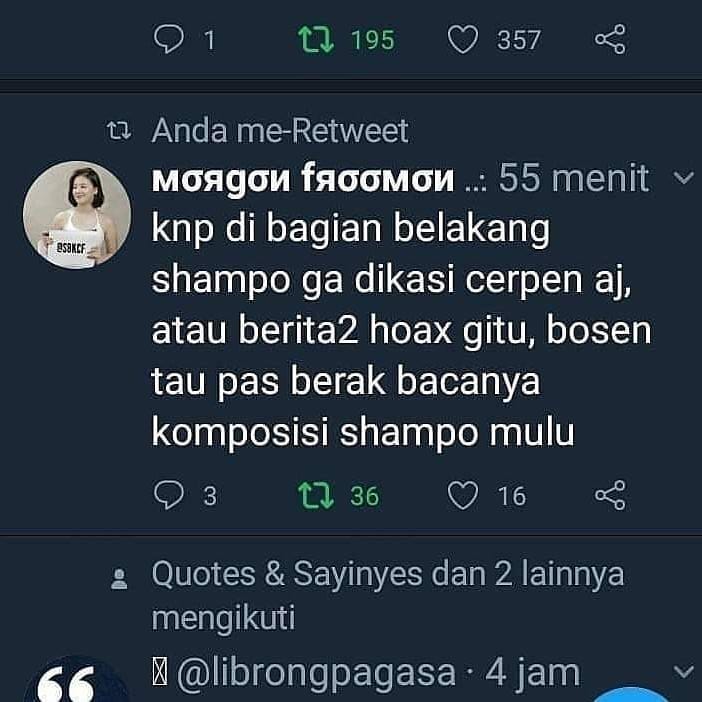 1 195 357
Anda me-Retweet
мσяgσи fяσσмσи ..: 55 menit
knp di bagian belakang
shampo ga dikasi cerpen aj,
atau berita2 hoax gitu, bosen
tau pas berak bacanya
komposisi shampo mulu
3 36 16
Quotes & Sayinyes dan 2 lainnya
mengikuti
@librongpagasa · 4 jam
@SBKCF